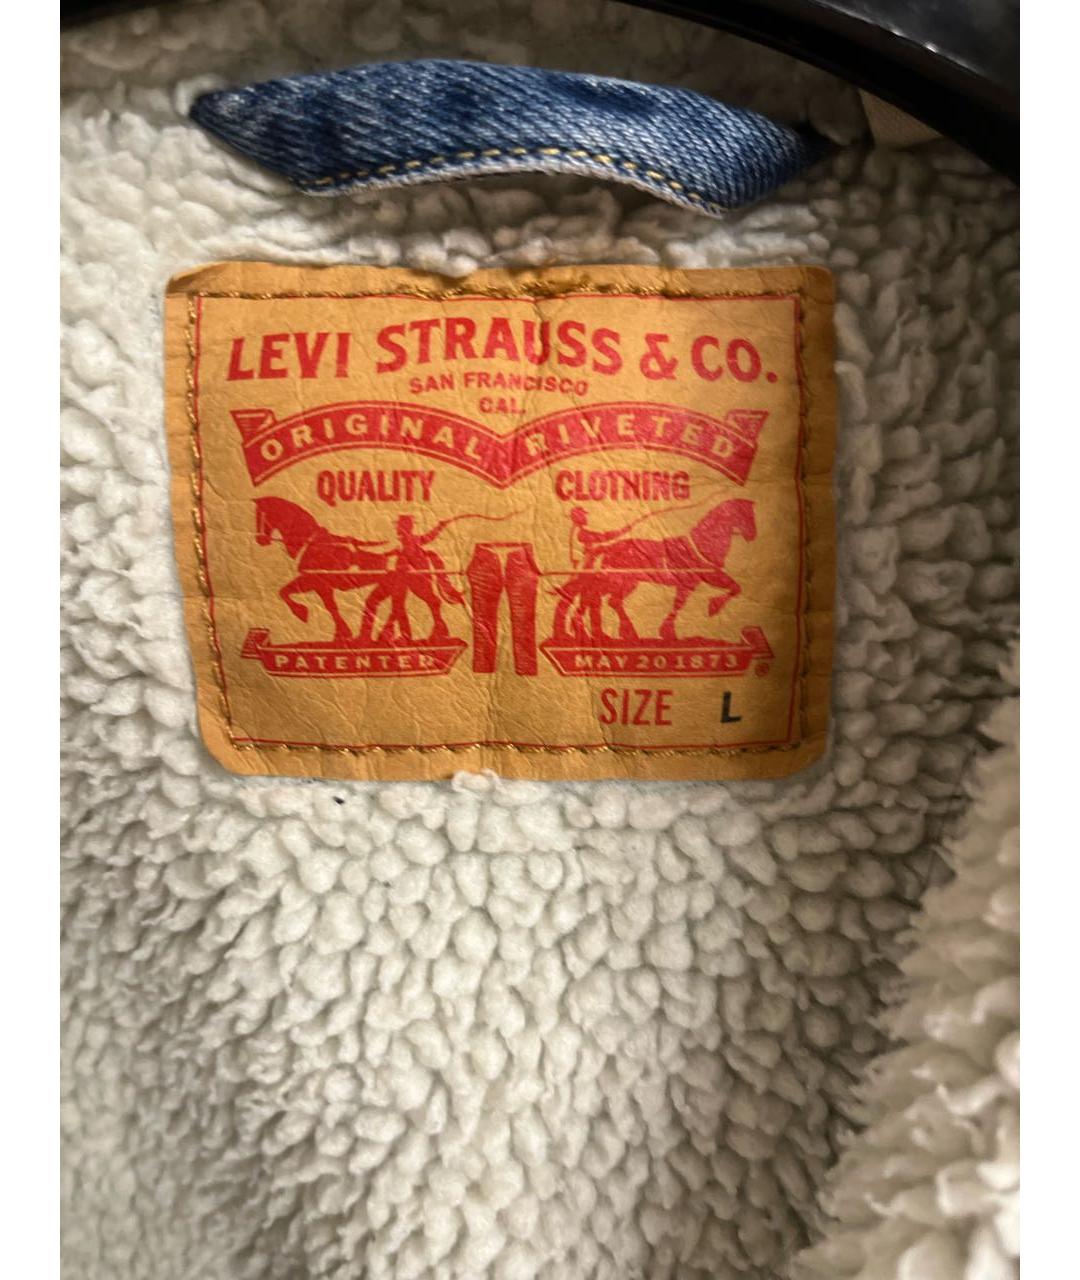 LEVI STRAUSS & CO.
SAN FRANCISCO
CAL.
ORIGINAL RIVETED
QUALITY CLOTHING
PATENTED MAY 20 1873 ®
SIZE L